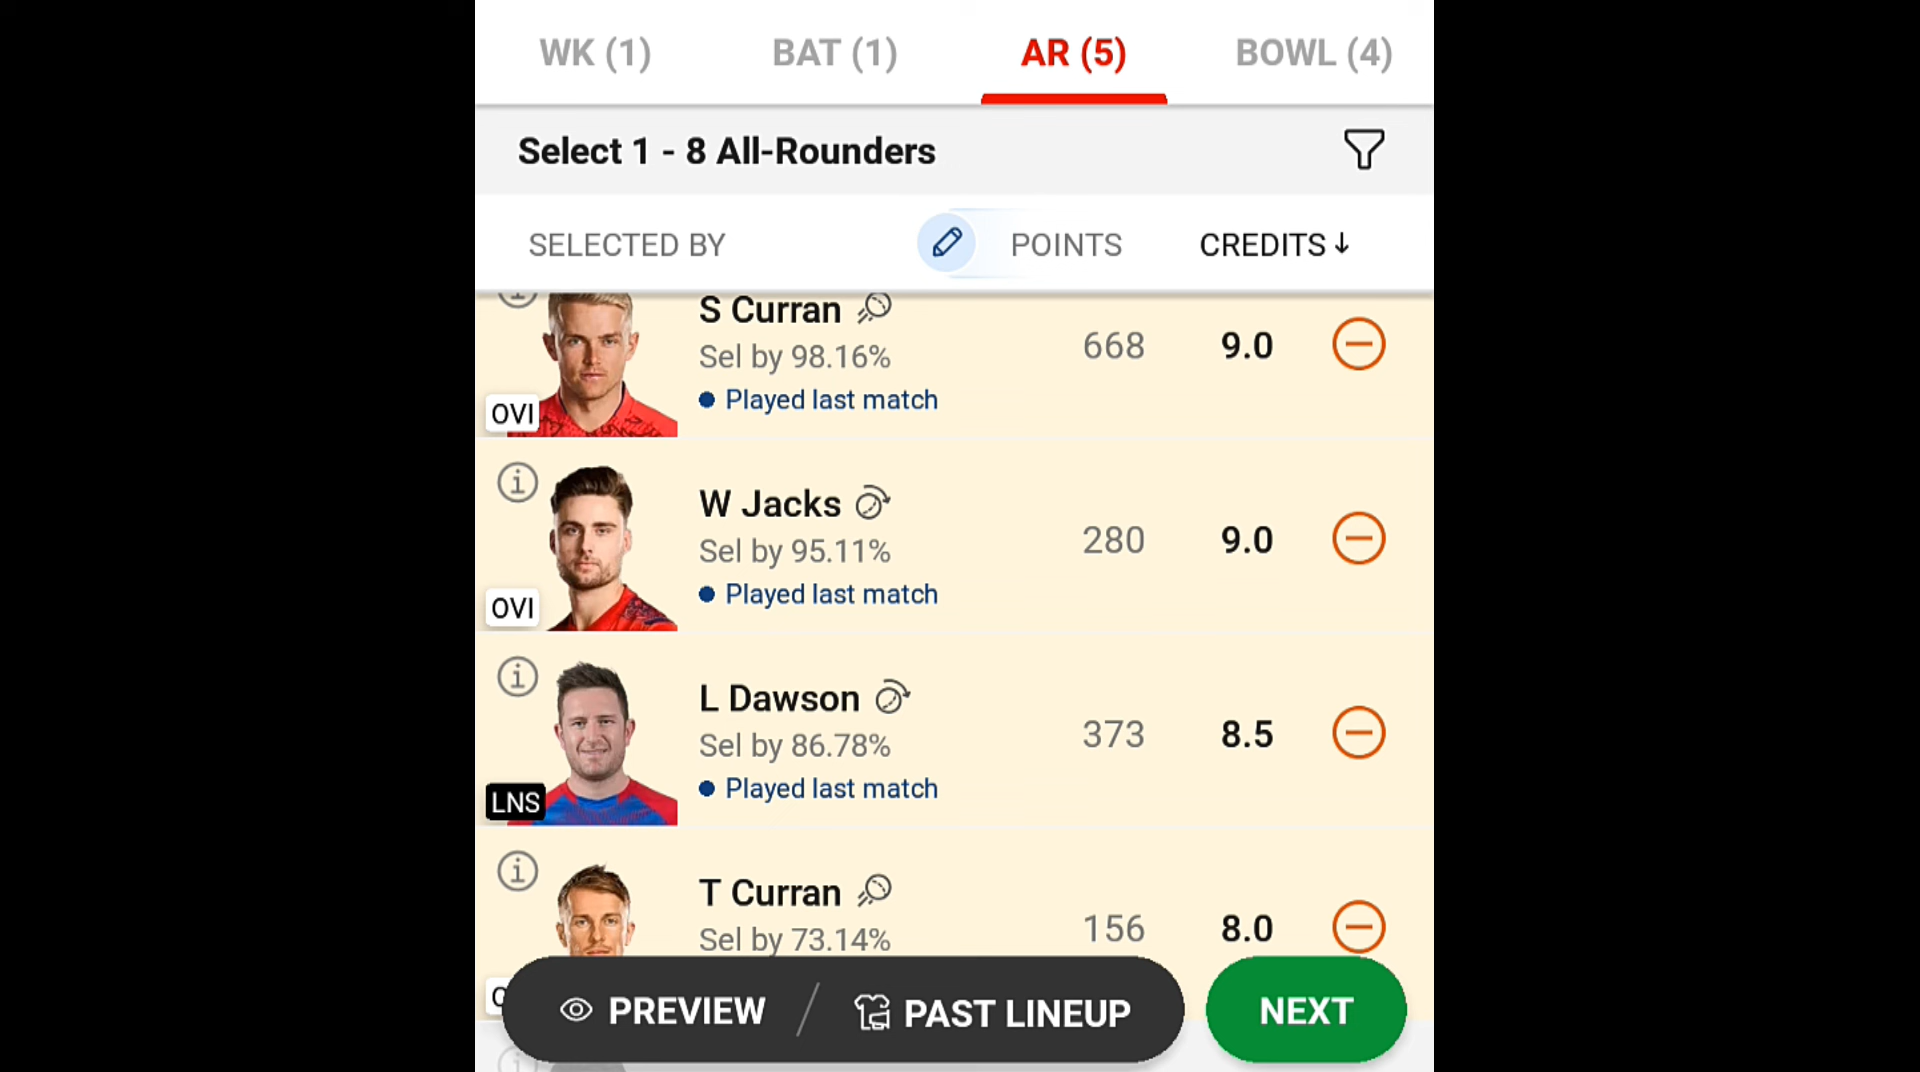 WK (1) BAT (1) AR (5) BOWL (4)
Select 1 - 8 All-Rounders
SELECTED BY POINTS CREDITS↓
S Curran
Sel by 98.16% 668 9.0
Played last match
OVI
W Jacks
Sel by 95.11% 280 9.0
Played last match
OVI
L Dawson
Sel by 86.78% 373 8.5
Played last match
LNS
T Curran
Sel by 73.14% 156 8.0
PREVIEW / PAST LINEUP NEXT